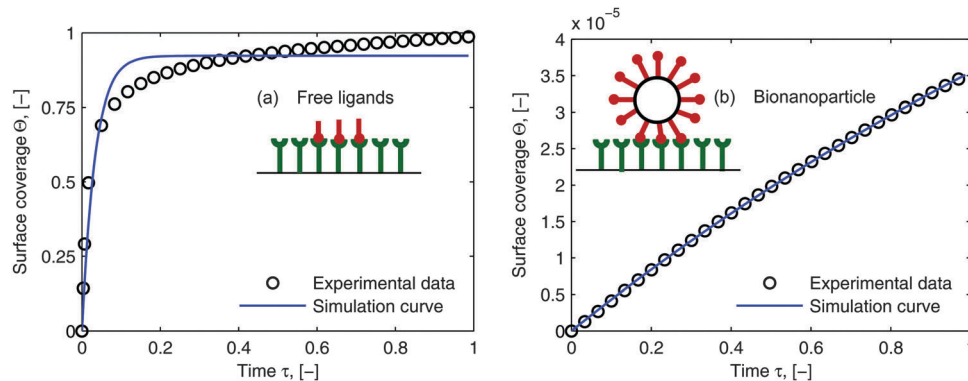 1
0.75
0.5
0.25
0
Surface coverage Θ, [–]
(a) Free ligands
Experimental data
Simulation curve
0 0.2 0.4 0.6 0.8 1
Time τ, [–]
x 10⁻⁵
4
3.5
3
2.5
2
1.5
1
0.5
0
Surface coverage Θ, [–]
(b) Bionanoparticle
Experimental data
Simulation curve
0 0.2 0.4 0.6 0.8 1
Time τ, [–]